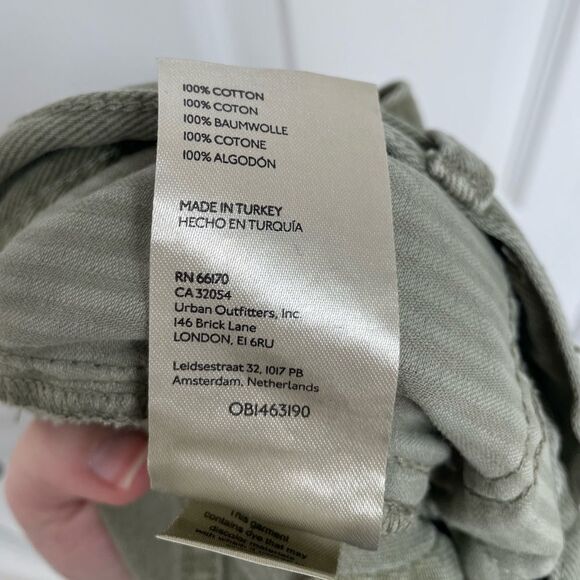 100% COTTON
100% COTON
100% BAUMWOLLE
100% COTONE
100% ALGODÓN
MADE IN TURKEY
HECHO EN TURQUÍA
RN 66170
CA 32054
Urban Outfitters, Inc.
146 Brick Lane
LONDON, E1 6RU
Leidsestraat 32, 1017 PB
Amsterdam, Netherlands
OB1463190
This garment
contains dye that may
discolor materials